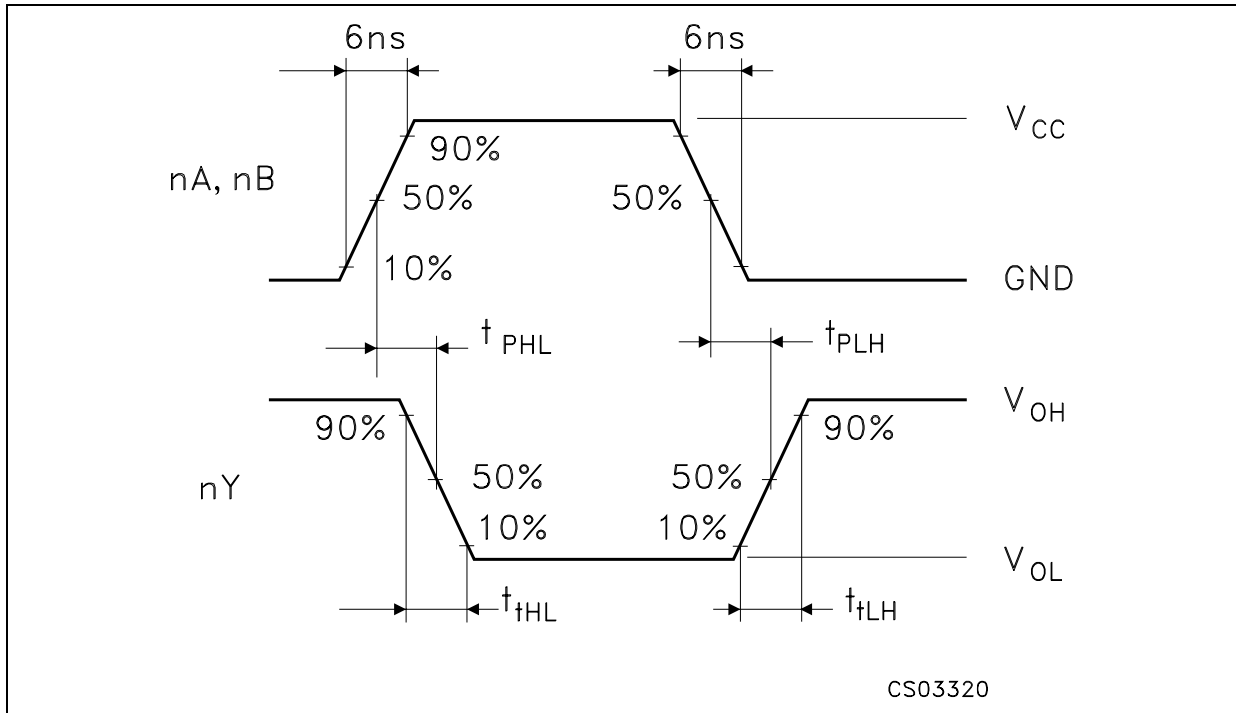 6ns 6ns
V CC
90%
nA, nB
50% 50%
10%
GND
t PHL t PLH
V OH
90% 90%
50% 50%
nY
10% 10%
V OL
t tHL t tLH
CS03320